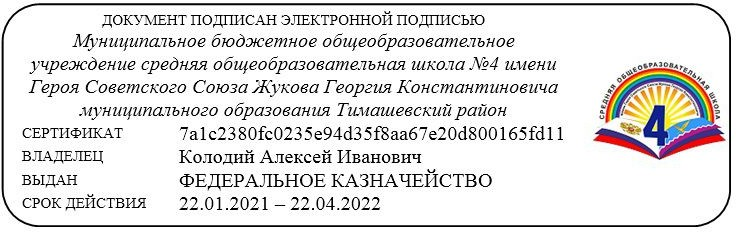 ДОКУМЕНТ ПОДПИСАН ЭЛЕКТРОННОЙ ПОДПИСЬЮ
Муниципальное бюджетное общеобразовательное
учреждение средняя общеобразовательная школа №4 имени
Героя Советского Союза Жукова Георгия Константиновича
муниципального образования Тимашевский район
СЕРТИФИКАТ 7a1c2380fc0235e94d35f8aa67e20d800165fd11
ВЛАДЕЛЕЦ Колодий Алексей Иванович
ВЫДАН ФЕДЕРАЛЬНОЕ КАЗНАЧЕЙСТВО
СРОК ДЕЙСТВИЯ 22.01.2021 – 22.04.2022
СРЕДНЯЯ ОБЩЕОБРАЗОВАТЕЛЬНАЯ ШКОЛА
4